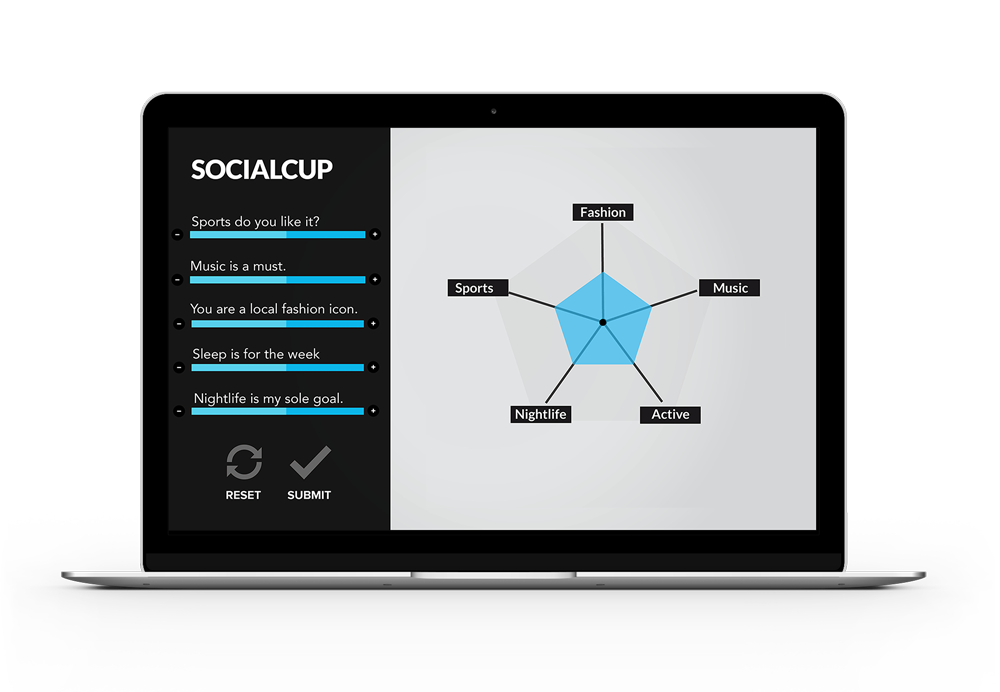 SOCIALCUP
Sports do you like it?
Music is a must.
You are a local fashion icon.
Sleep is for the week
Nightlife is my sole goal.
RESET SUBMIT
Fashion
Sports
Music
Nightlife
Active